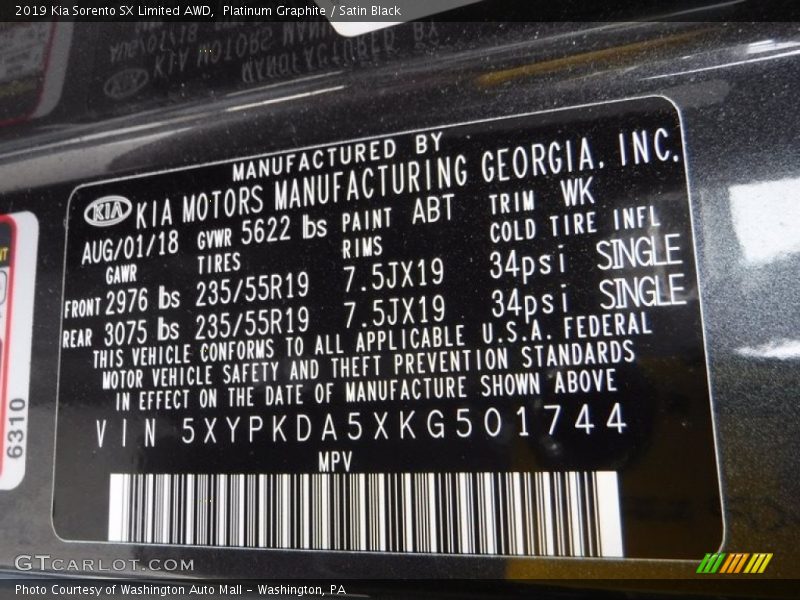 2019 Kia Sorento SX Limited AWD, Platinum Graphite / Satin Black
MANUFACTURED BY
KIA KIA MOTORS MANUFACTURING GEORGIA, INC.
AUG/01/18 GVWR 5622 lbs PAINT ABT TRIM WK
GAWR TIRES RIMS COLD TIRE INFL
FRONT 2976 lbs 235/55R19 7.5JX19 34psi SINGLE
REAR 3075 lbs 235/55R19 7.5JX19 34psi SINGLE
THIS VEHICLE CONFORMS TO ALL APPLICABLE U.S.A. FEDERAL
MOTOR VEHICLE SAFETY AND THEFT PREVENTION STANDARDS
IN EFFECT ON THE DATE OF MANUFACTURE SHOWN ABOVE
VIN 5XYPKDA5XKG501744
MPV
6310
GTCARLOT.COM
Photo Courtesy of Washington Auto Mall - Washington, PA